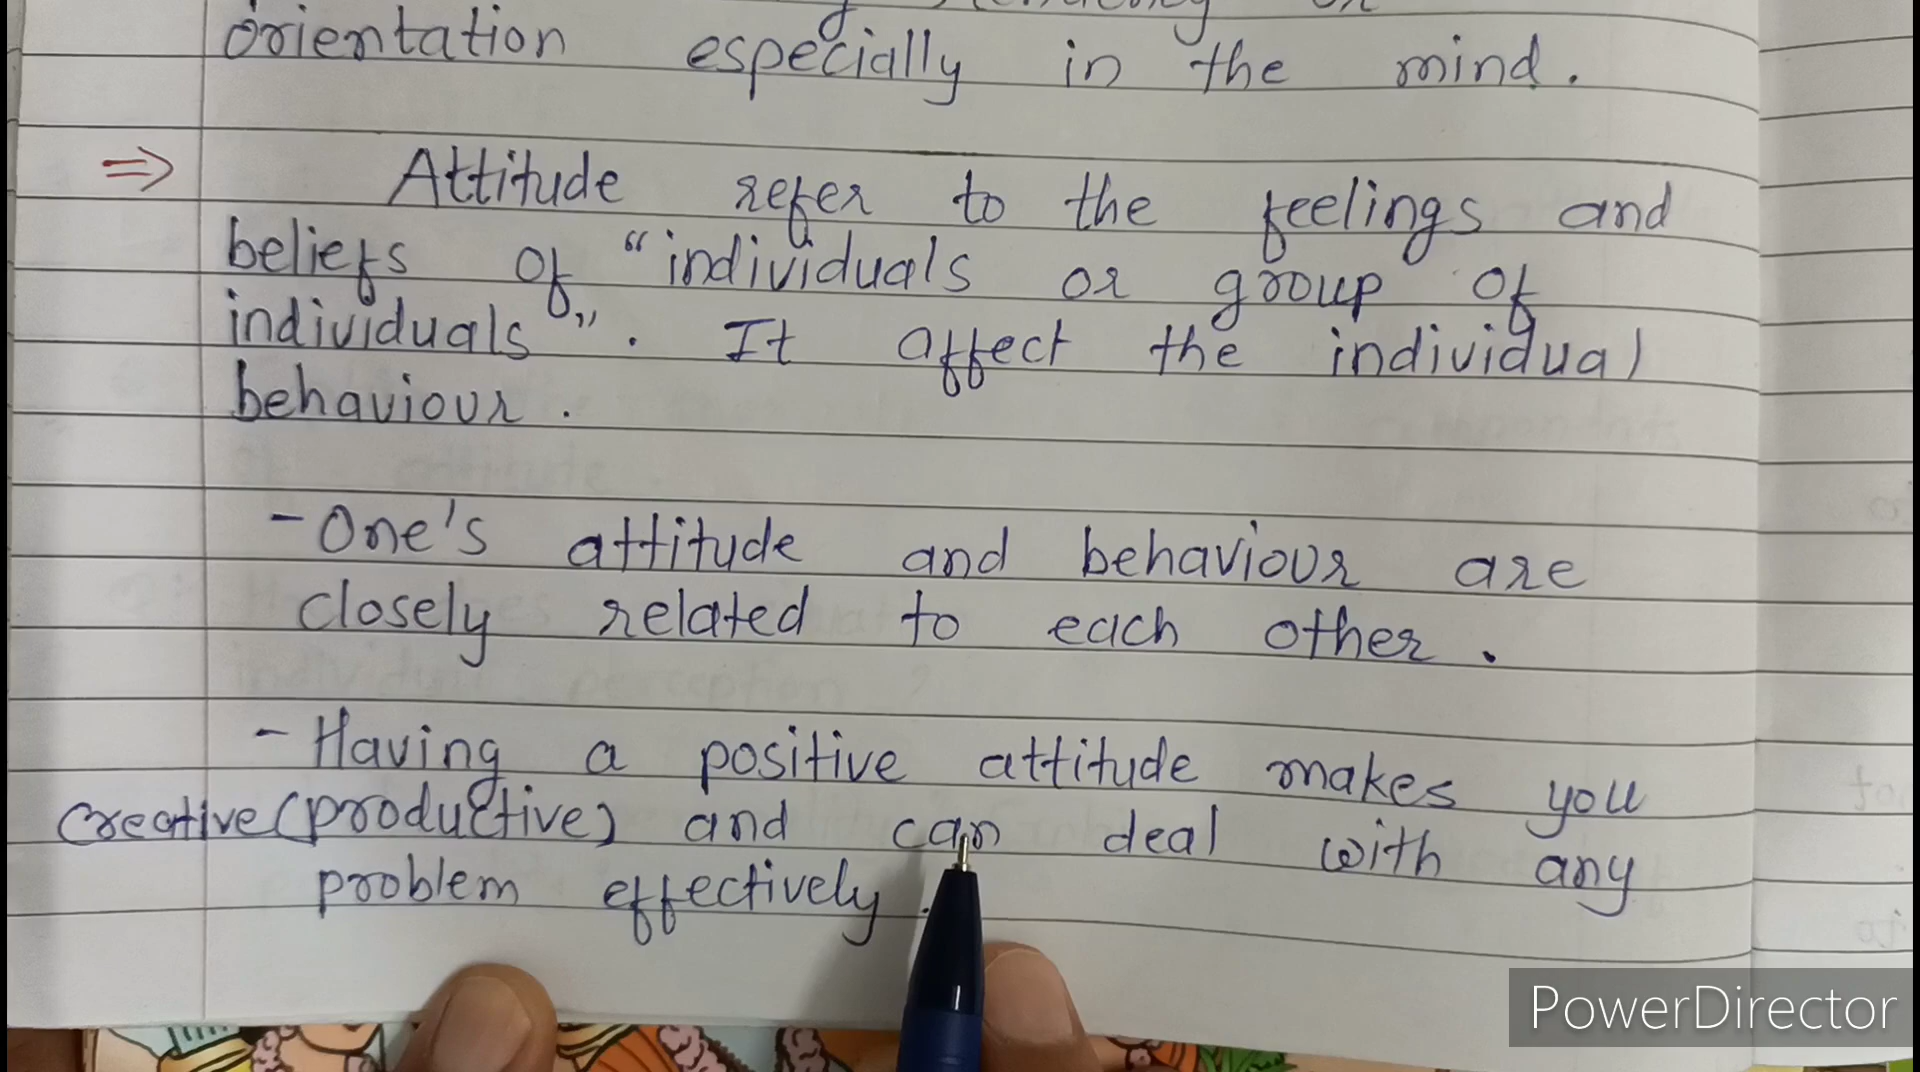 orientation especially in the mind.
⇒ Attitude refer to the feelings and
beliefs of "individuals or group of
individuals". It affect the individual
behaviour.
- One's attitude and behaviour are
closely related to each other.
- Having a positive attitude makes you
creative (productive) and can deal with any
problem effectively.
PowerDirector